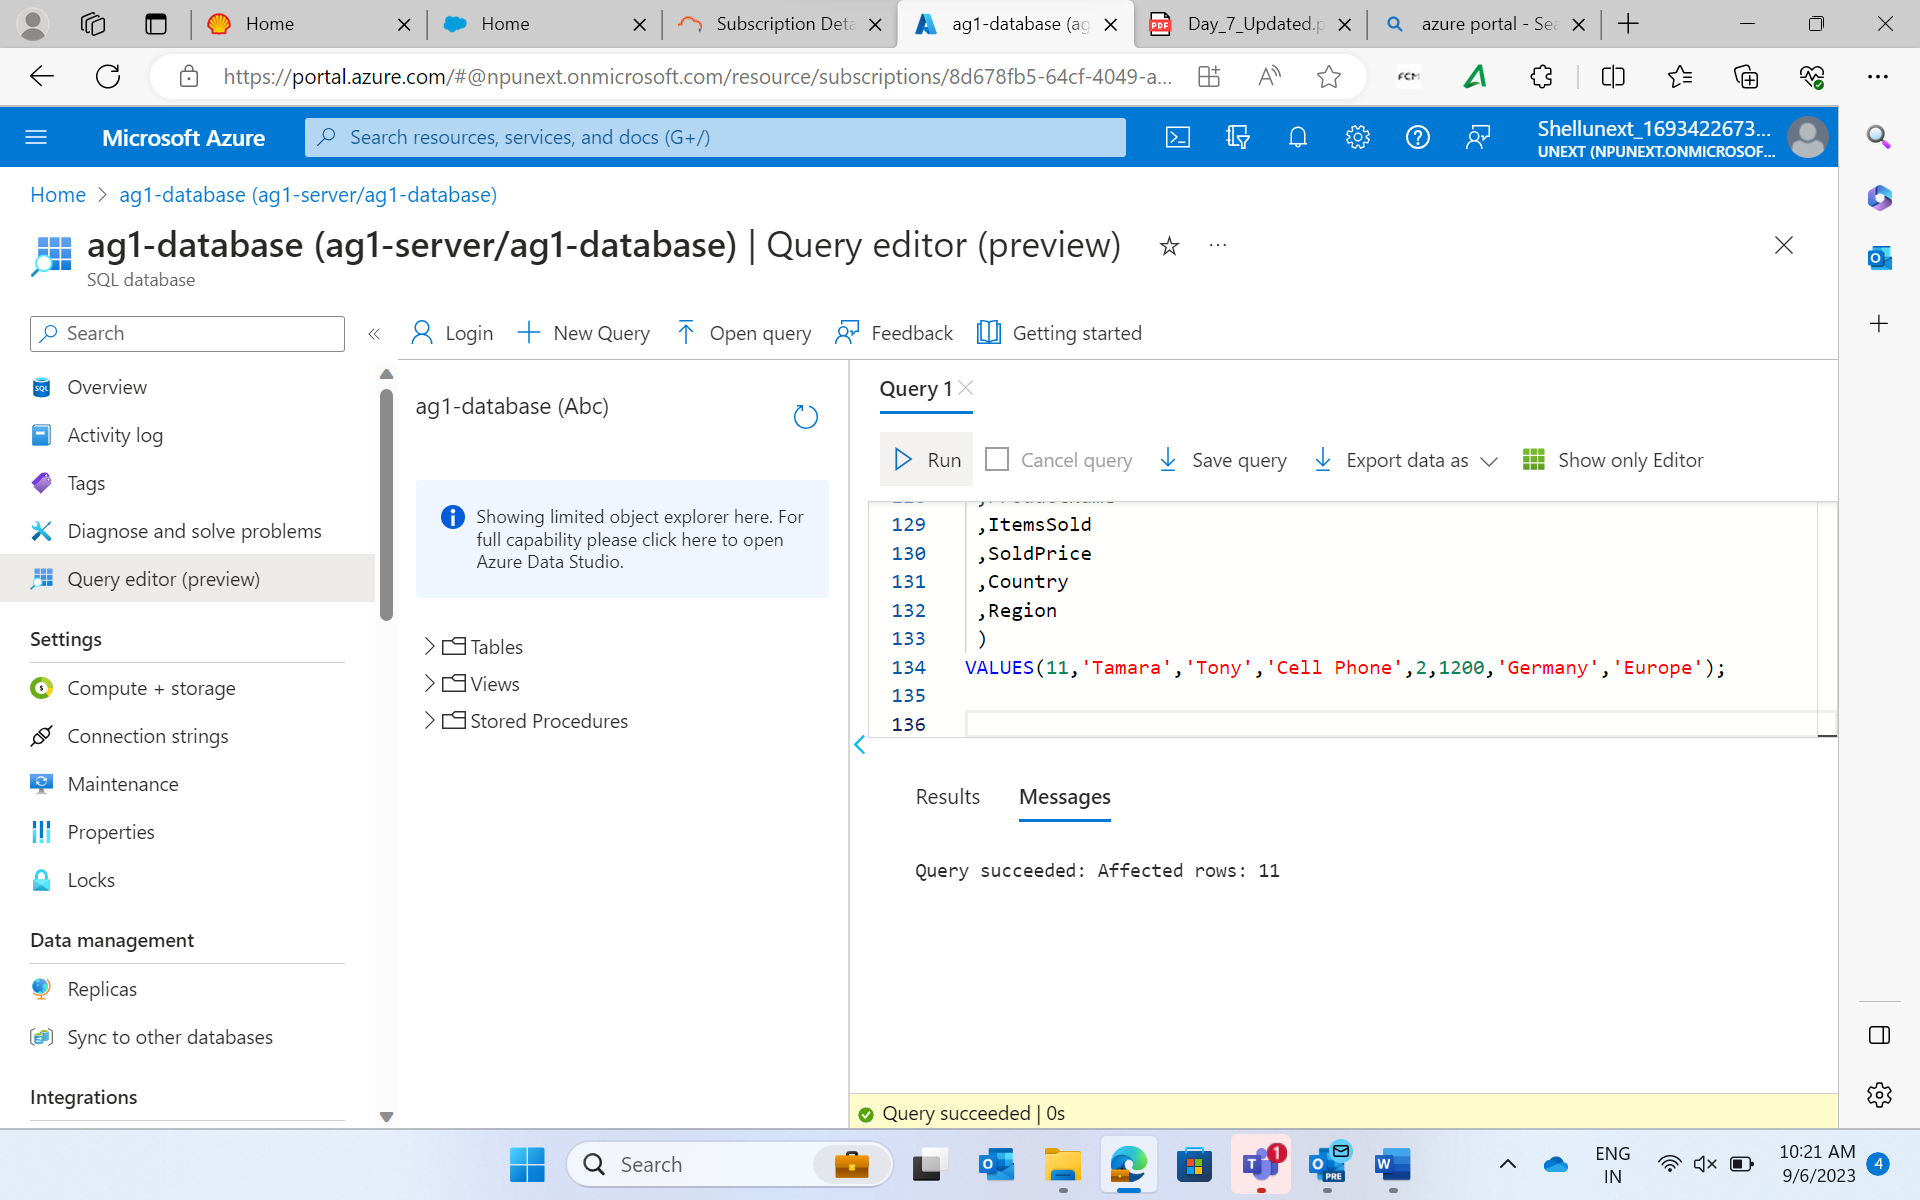 Home
Home
Subscription Deta
ag1-database (ag
PDF
Day_7_Updated.p
azure portal - Sea
https://portal.azure.com/#@npunext.onmicrosoft.com/resource/subscriptions/8d678fb5-64cf-4049-a...
FCM
Microsoft Azure
Search resources, services, and docs (G+/)
Shellunext_1693422673...
UNEXT (NPUNEXT.ONMICROSOF...
Home > ag1-database (ag1-server/ag1-database)
ag1-database (ag1-server/ag1-database) | Query editor (preview)
SQL database
Search
Login
New Query
Open query
Feedback
Getting started
Overview
Activity log
Tags
Diagnose and solve problems
Query editor (preview)
Settings
Compute + storage
Connection strings
Maintenance
Properties
Locks
Data management
Replicas
Sync to other databases
Integrations
ag1-database (Abc)
Showing limited object explorer here. For
full capability please click here to open
Azure Data Studio.
Tables
Views
Stored Procedures
Query 1
Run
Cancel query
Save query
Export data as
Show only Editor
129 ,ItemsSold
130 ,SoldPrice
131 ,Country
132 ,Region
133 )
134 VALUES(11,'Tamara','Tony','Cell Phone',2,1200,'Germany','Europe');
135
136
Results
Messages
Query succeeded: Affected rows: 11
Query succeeded | 0s
Search
1
PRE
ENG
IN
10:21 AM
9/6/2023
4